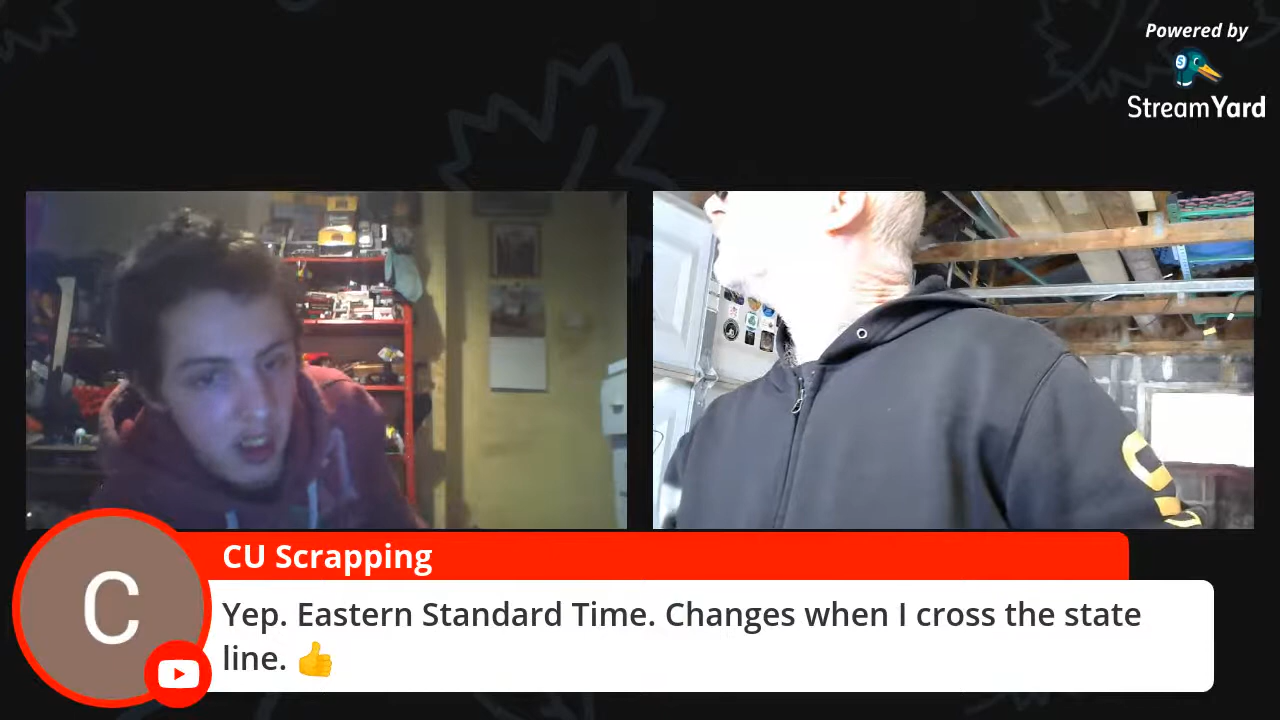 Powered by
StreamYard
CU Scrapping
Yep. Eastern Standard Time. Changes when I cross the state
line. 👍